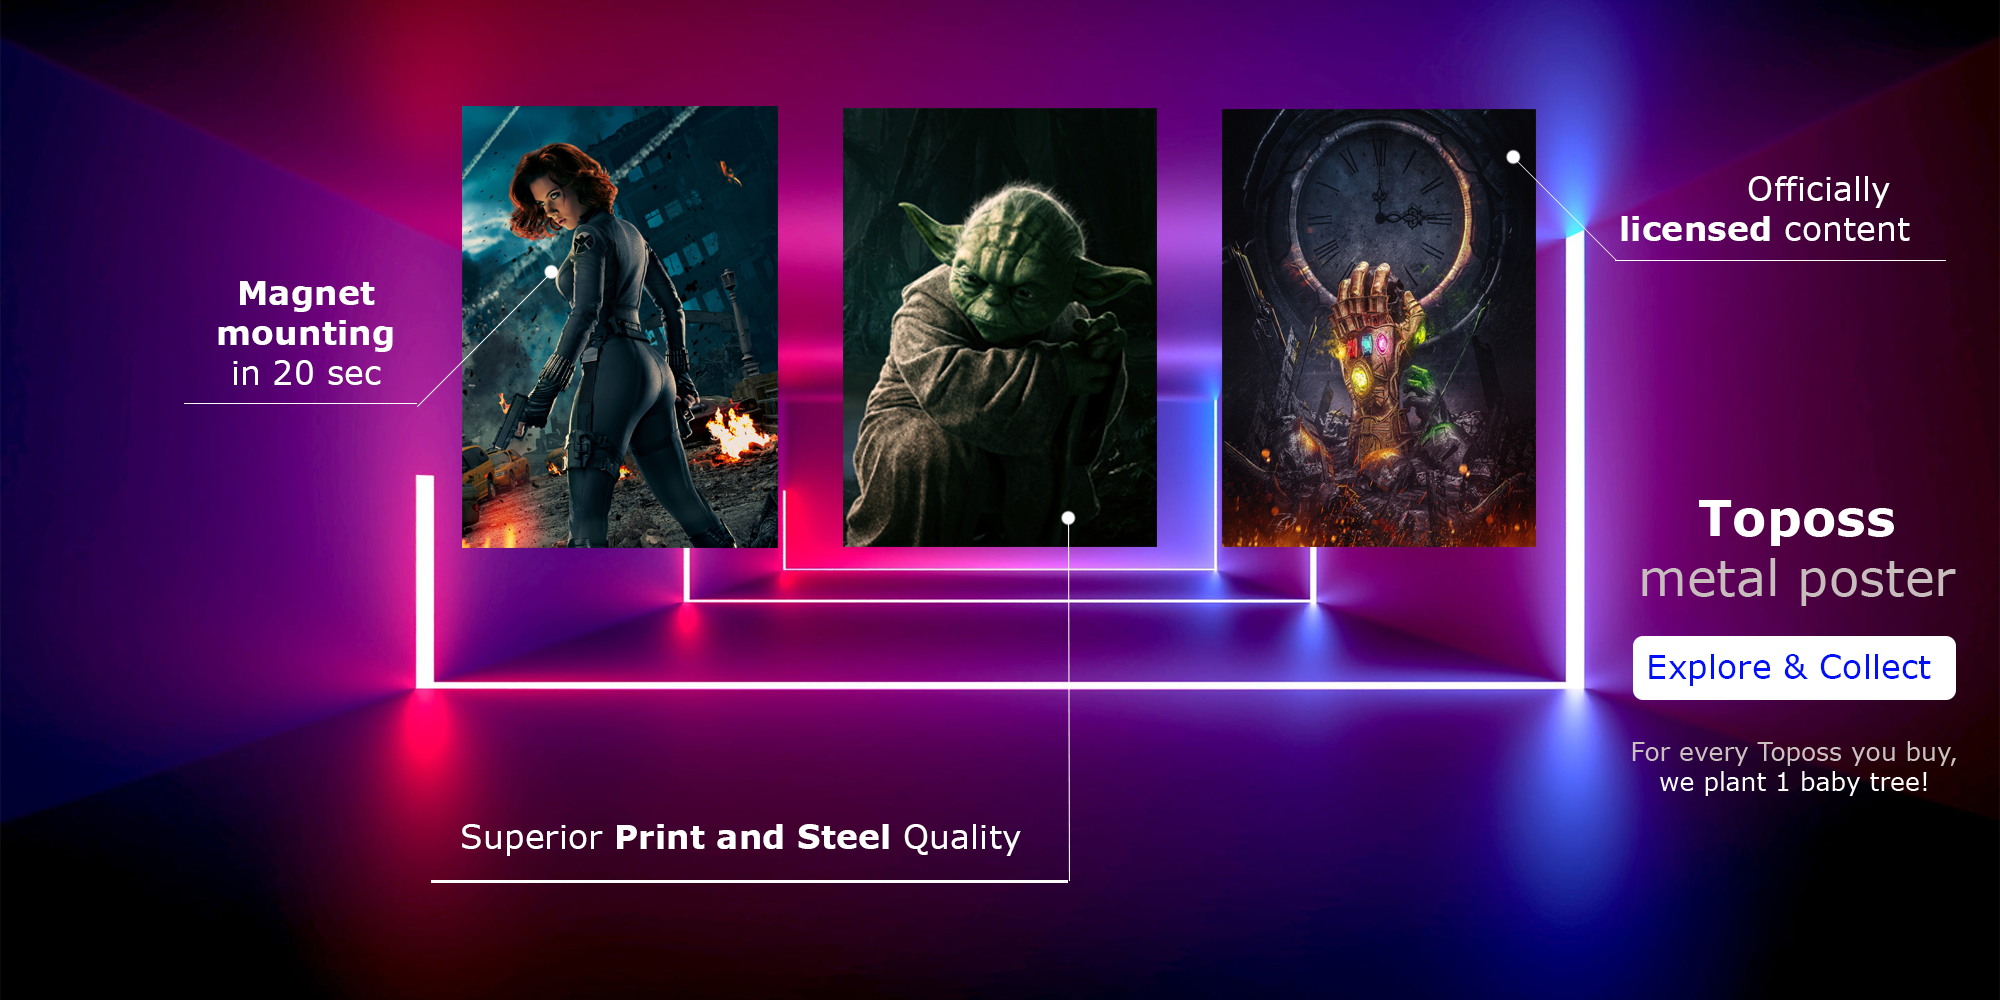 Officially
licensed content
Magnet
mounting
in 20 sec
Toposs
metal poster
Explore & Collect
For every Toposs you buy,
we plant 1 baby tree!
Superior Print and Steel Quality